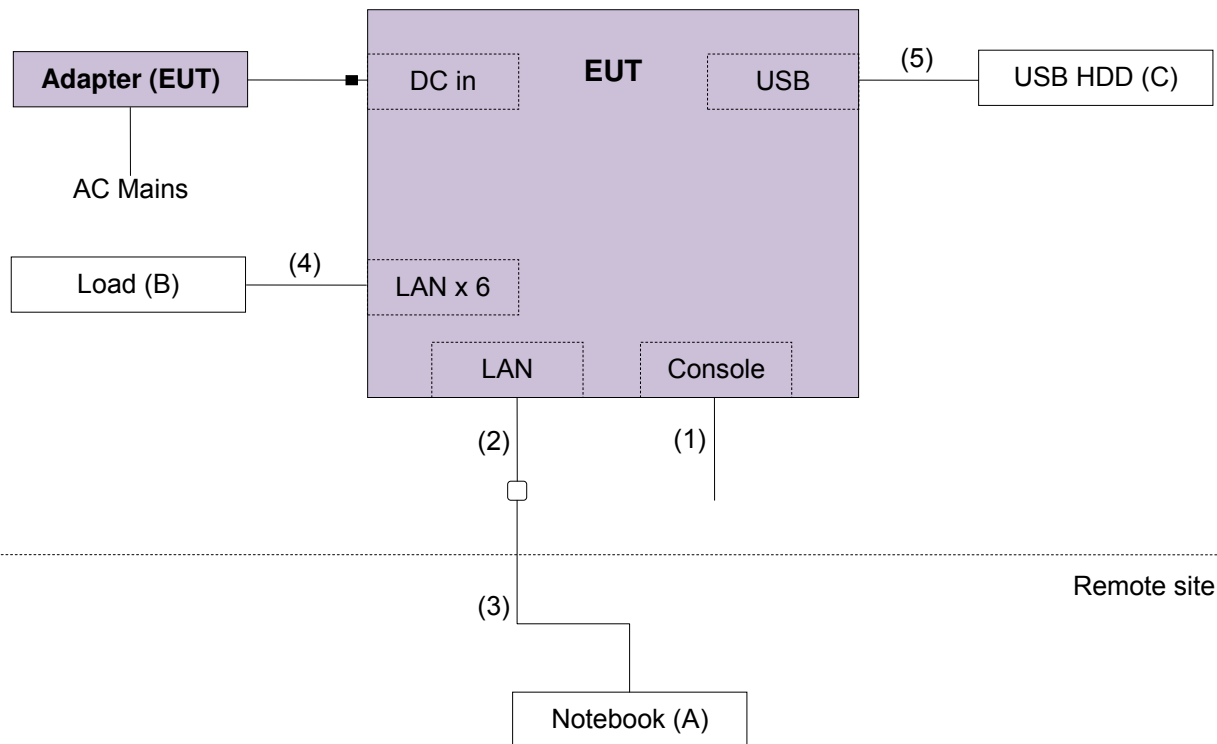 EUT
(5)
Adapter (EUT)
DC in
USB
USB HDD (C)
AC Mains
(4)
Load (B)
LAN x 6
LAN
Console
(2)
(1)
Remote site
(3)
Notebook (A)